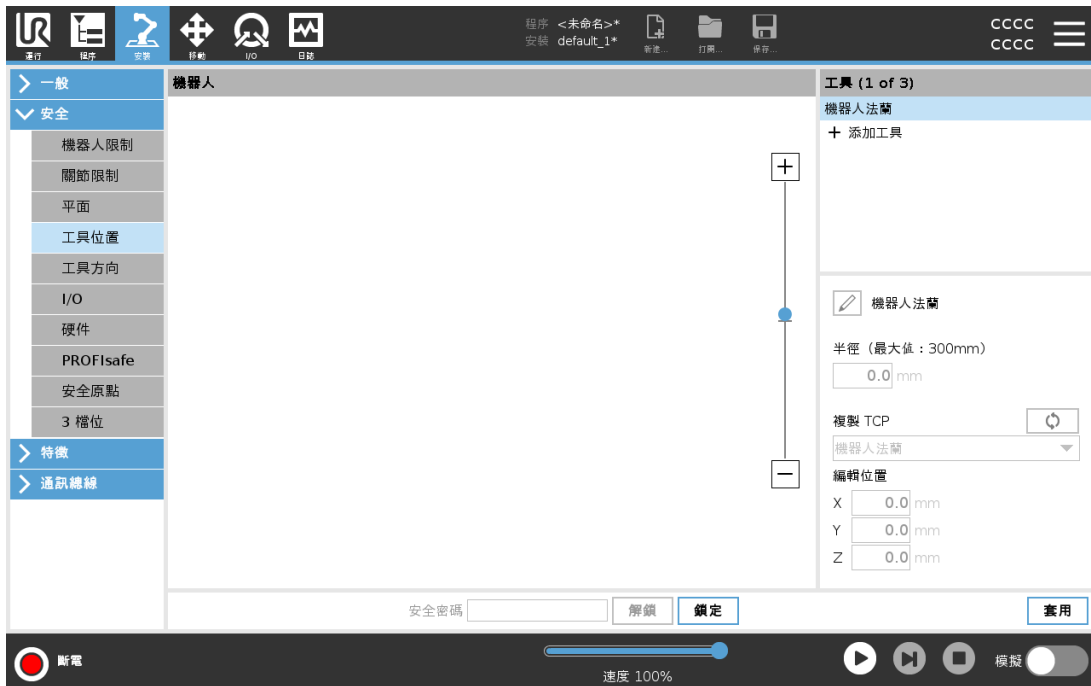 運行
程序
安裝
移動
I/O
日誌
程序 <未命名>*
安裝 default_1*
新建...
打開...
保存...
CCCC
CCCC
一般
安全
機器人限制
關節限制
平面
工具位置
工具方向
I/O
硬件
PROFIsafe
安全原點
3 檔位
特徵
通訊總線
機器人
工具 (1 of 3)
機器人法蘭
添加工具
機器人法蘭
半徑（最大值：300mm）
0.0 mm
複製 TCP
機器人法蘭
編輯位置
X 0.0 mm
Y 0.0 mm
Z 0.0 mm
安全密碼 解鎖 鎖定 套用
斷電
速度 100%
模擬